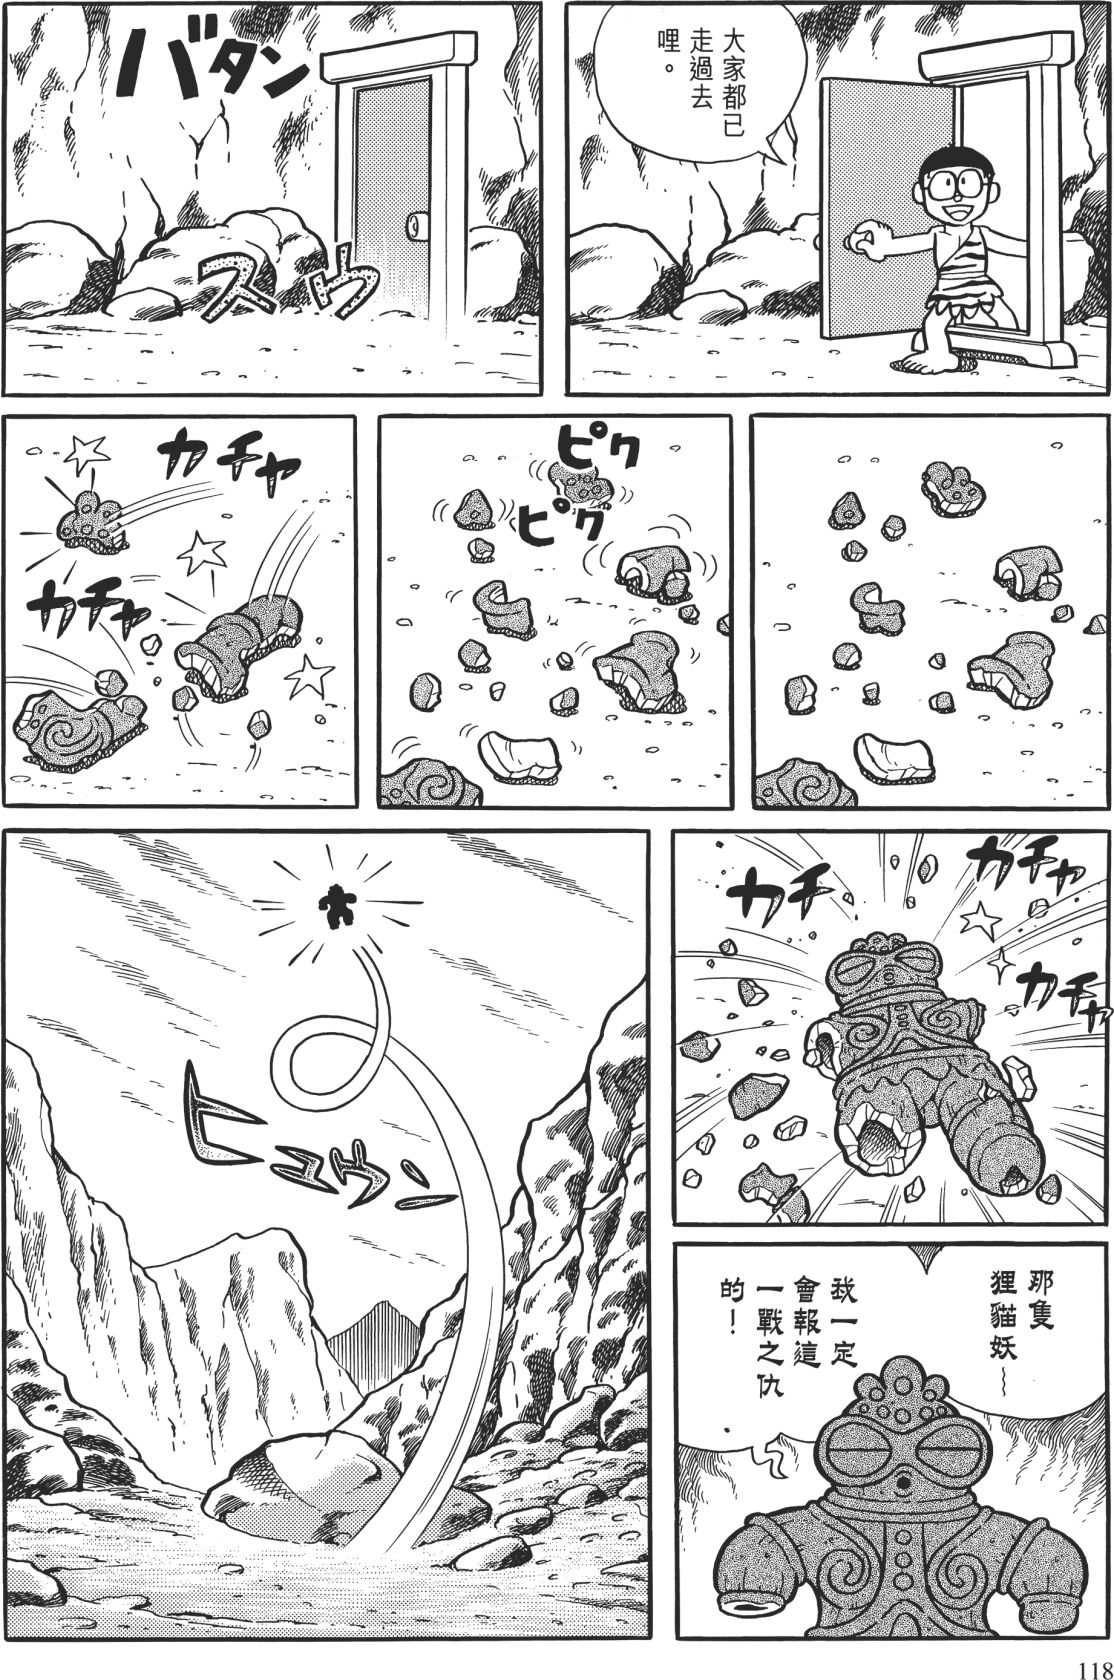 大家都已
走過去
哩。
バタン
スゥ
ピク
ピク
カチャ
カチャ
カチャ
カチ
カチャ
那隻
狸貓妖～
我一定
會報這
一戰之仇
的！
ヒュウン
118